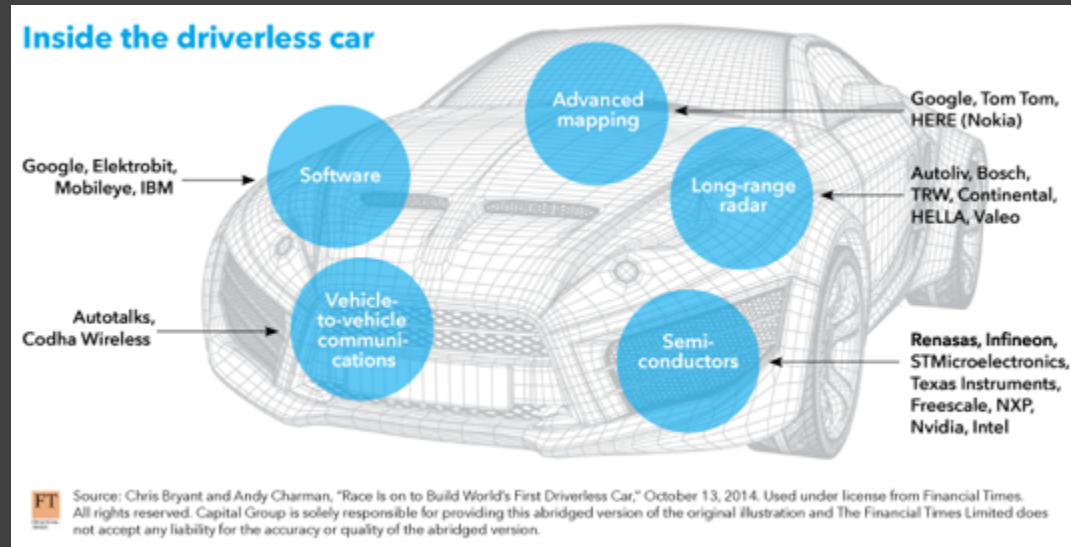 Inside the driverless car
Advanced
mapping
Google, Tom Tom,
HERE (Nokia)
Google, Elektrobit,
Mobileye, IBM
Software
Long-range
radar
Autoliv, Bosch,
TRW, Continental,
HELLA, Valeo
Autotalks,
Codha Wireless
Vehicle-
to-vehicle
communi-
cations
Semi-
conductors
Renasas, Infineon,
STMicroelectronics,
Texas Instruments,
Freescale, NXP,
Nvidia, Intel
FT
Source: Chris Bryant and Andy Charman, "Race Is on to Build World's First Driverless Car," October 13, 2014. Used under license from Financial Times.
All rights reserved. Capital Group is solely responsible for providing this abridged version of the original illustration and The Financial Times Limited does
not accept any liability for the accuracy or quality of the abridged version.